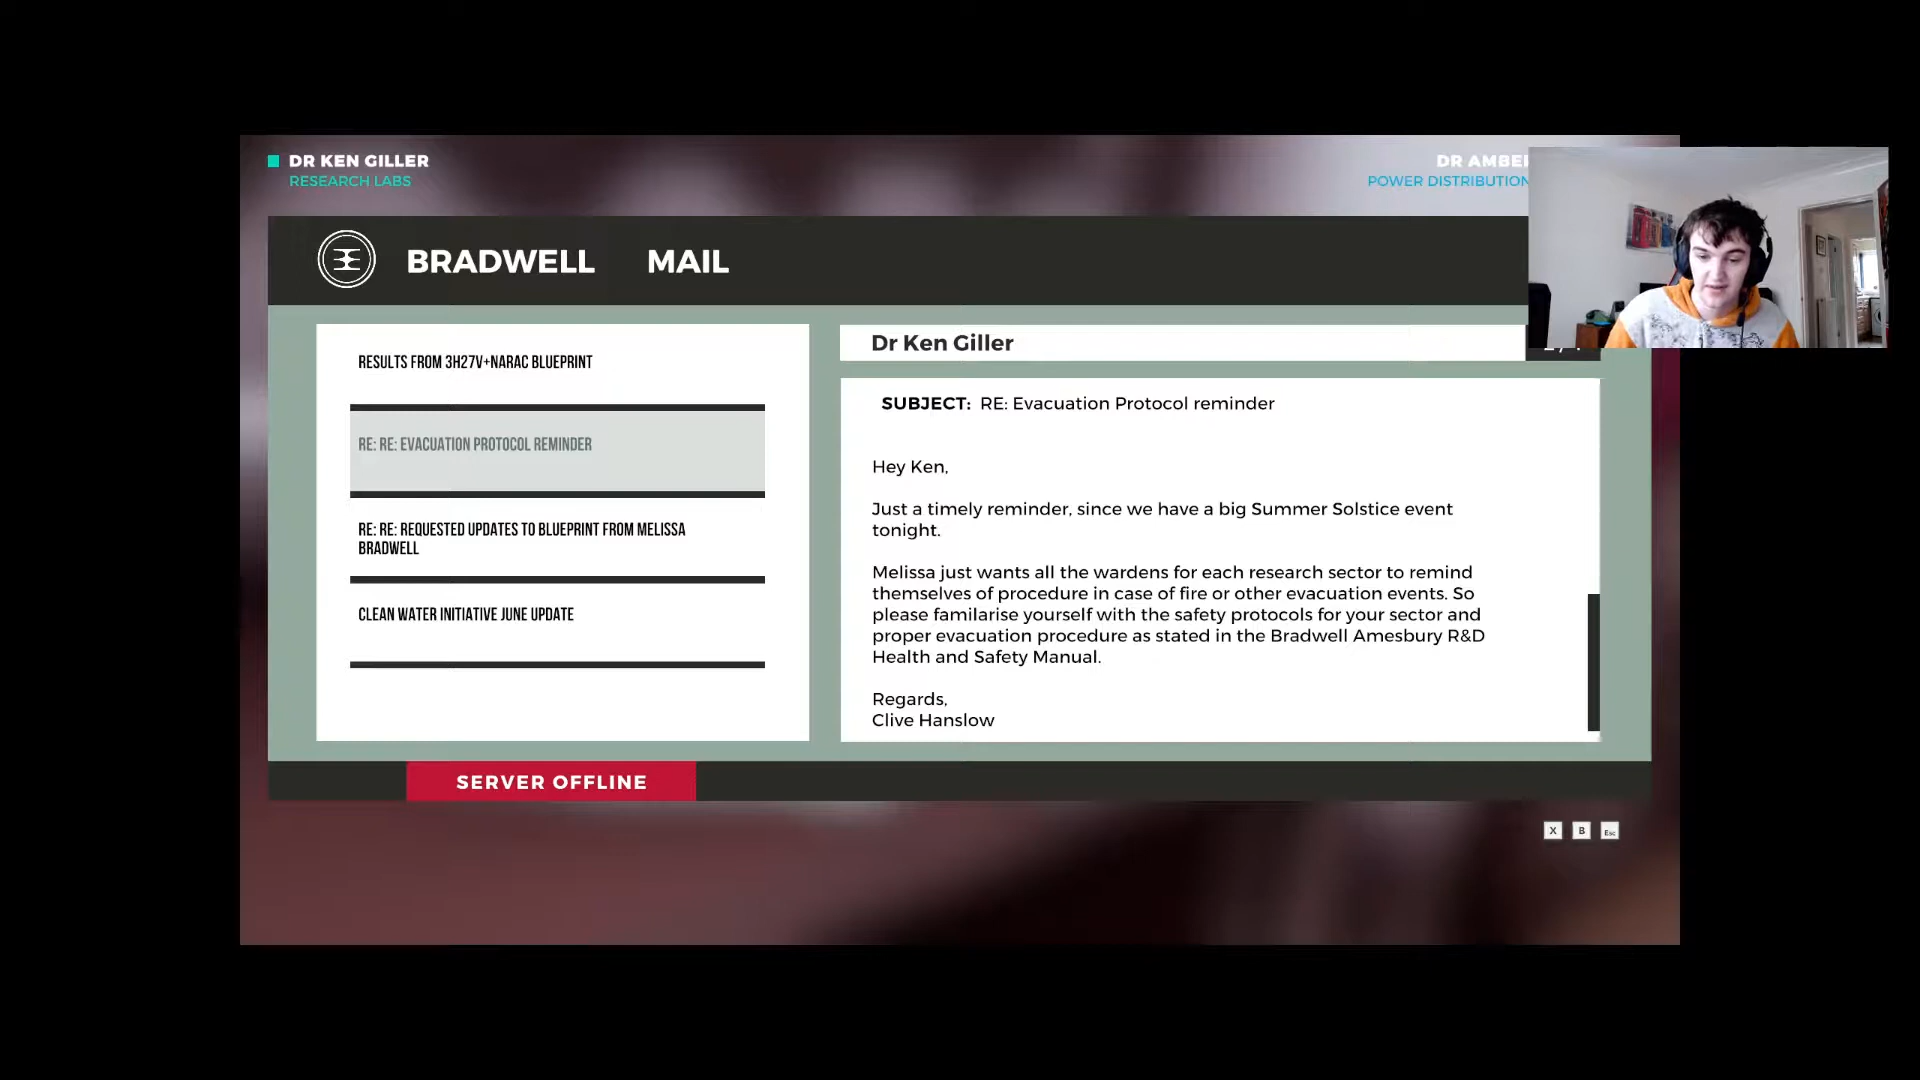 DR KEN GILLER
RESEARCH LABS
POWER DISTRIBUTION
BRADWELL MAIL
RESULTS FROM 3H27V+NARAC BLUEPRINT
RE: RE: EVACUATION PROTOCOL REMINDER
RE: RE: REQUESTED UPDATES TO BLUEPRINT FROM MELISSA
BRADWELL
CLEAN WATER INITIATIVE JUNE UPDATE
Dr Ken Giller
SUBJECT: RE: Evacuation Protocol reminder
Hey Ken,
Just a timely reminder, since we have a big Summer Solstice event
tonight.
Melissa just wants all the wardens for each research sector to remind
themselves of procedure in case of fire or other evacuation events. So
please familarise yourself with the safety protocols for your sector and
proper evacuation procedure as stated in the Bradwell Amesbury R&D
Health and Safety Manual.
Regards,
Clive Hanslow
SERVER OFFLINE
X B Esc